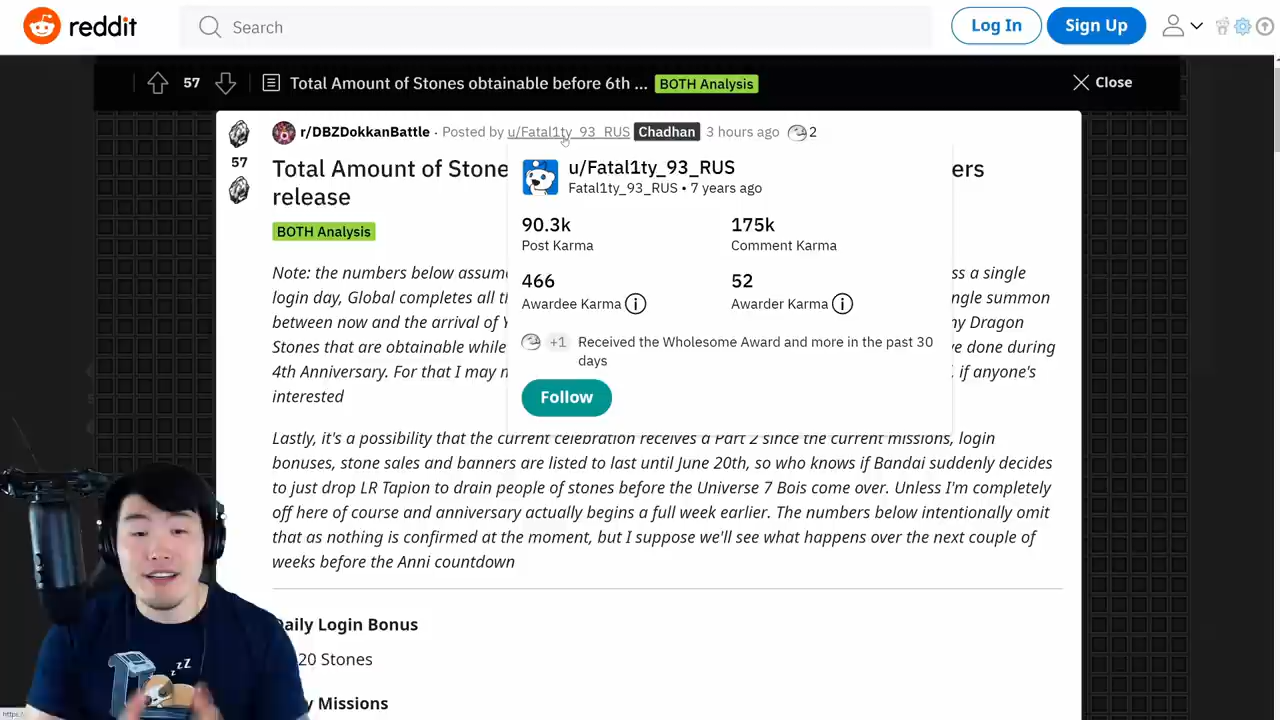 reddit
Search
Log In
Sign Up
57
Total Amount of Stones obtainable before 6th ...
BOTH Analysis
Close
r/DBZDokkanBattle · Posted by u/Fatal1ty_93_RUS Chadhan 3 hours ago 2
57
Total Amount of Stone
ers
release
BOTH Analysis
u/Fatal1ty_93_RUS
Fatal1ty_93_RUS • 7 years ago
90.3k
Post Karma
175k
Comment Karma
466
Awardee Karma
52
Awarder Karma
+1 Received the Wholesome Award and more in the past 30
days
Follow
Note: the numbers below assum
ss a single
login day, Global completes all t
ngle summon
between now and the arrival of
ny Dragon
Stones that are obtainable while
ve done during
4th Anniversary. For that I may
, if anyone's
interested
Lastly, it's a possibility that the current celebration receives a Part 2 since the current missions, login
bonuses, stone sales and banners are listed to last until June 20th, so who knows if Bandai suddenly decides
to just drop LR Tapion to drain people of stones before the Universe 7 Bois come over. Unless I'm completely
off here of course and anniversary actually begins a full week earlier. The numbers below intentionally omit
that as nothing is confirmed at the moment, but I suppose we'll see what happens over the next couple of
weeks before the Anni countdown
aily Login Bonus
20 Stones
y Missions
zzZ
https:/